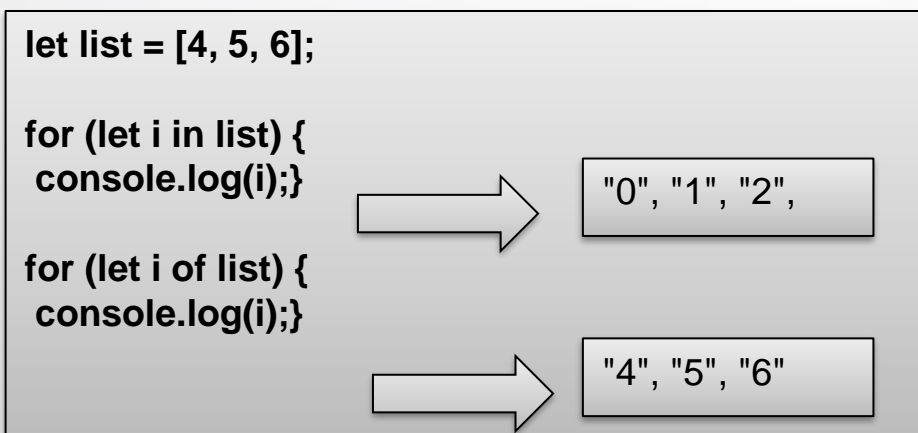 let list = [4, 5, 6];
for (let i in list) {
console.log(i);}
"0", "1", "2",
for (let i of list) {
console.log(i);}
"4", "5", "6"